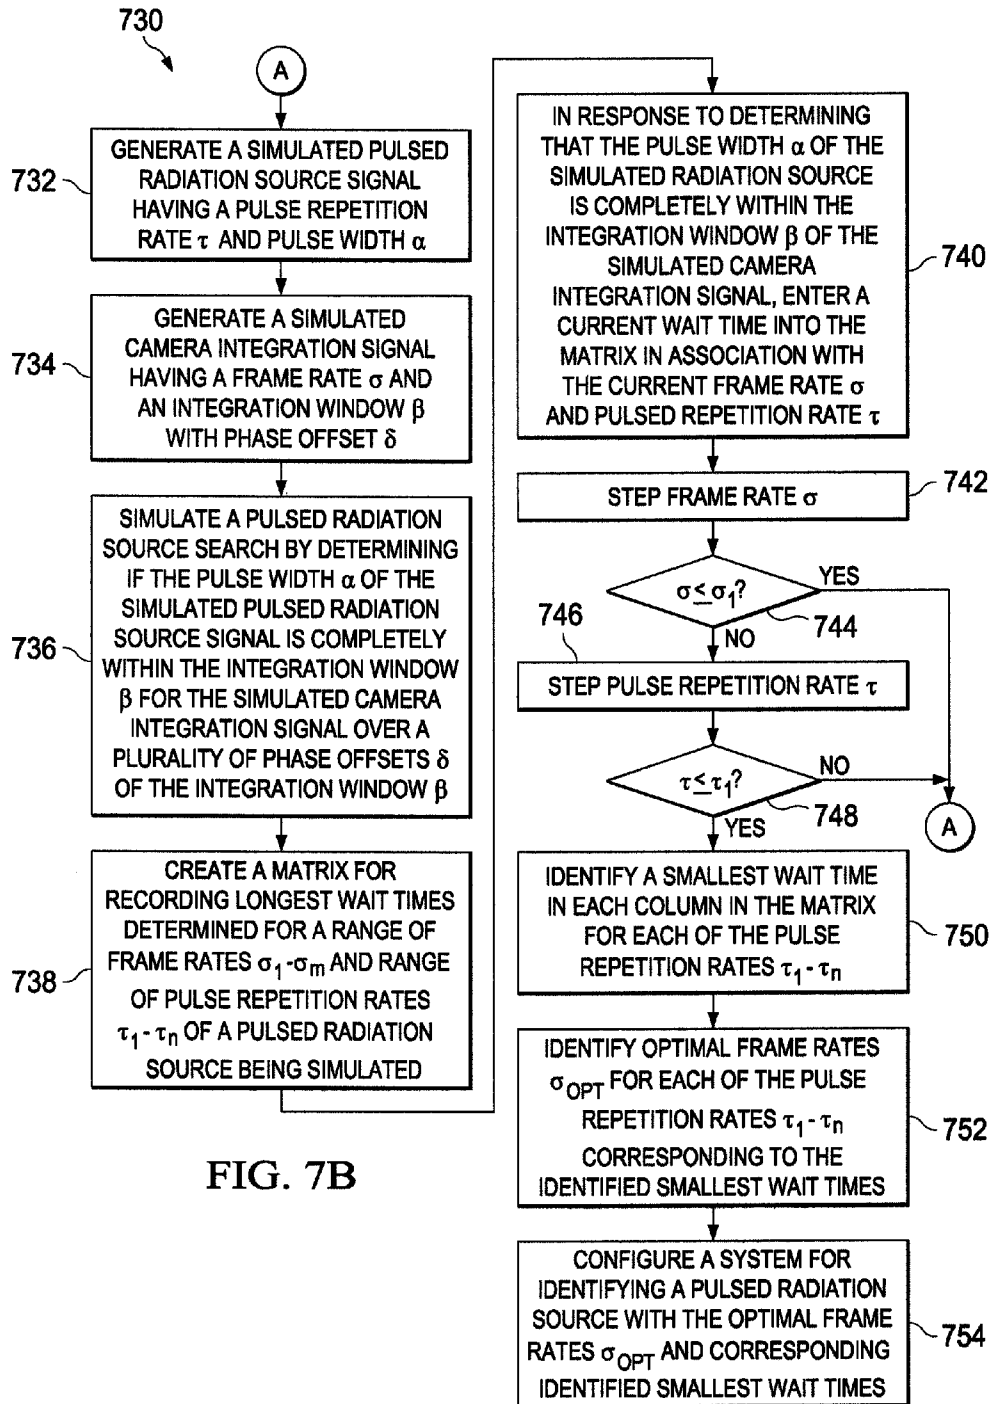 730
A
732
GENERATE A SIMULATED PULSED
RADIATION SOURCE SIGNAL
HAVING A PULSE REPETITION
RATE τ AND PULSE WIDTH α
734
GENERATE A SIMULATED
CAMERA INTEGRATION SIGNAL
HAVING A FRAME RATE σ AND
AN INTEGRATION WINDOW β
WITH PHASE OFFSET δ
736
SIMULATE A PULSED RADIATION
SOURCE SEARCH BY DETERMINING
IF THE PULSE WIDTH α OF THE
SIMULATED PULSED RADIATION
SOURCE SIGNAL IS COMPLETELY
WITHIN THE INTEGRATION WINDOW
β FOR THE SIMULATED CAMERA
INTEGRATION SIGNAL OVER A
PLURALITY OF PHASE OFFSETS δ
OF THE INTEGRATION WINDOW β
738
CREATE A MATRIX FOR
RECORDING LONGEST WAIT TIMES
DETERMINED FOR A RANGE OF
FRAME RATES σ1-σm AND RANGE
OF PULSE REPETITION RATES
τ1-τn OF A PULSED RADIATION
SOURCE BEING SIMULATED
IN RESPONSE TO DETERMINING
THAT THE PULSE WIDTH α OF THE
SIMULATED RADIATION SOURCE
IS COMPLETELY WITHIN THE
INTEGRATION WINDOW β OF THE
SIMULATED CAMERA
INTEGRATION SIGNAL, ENTER A
CURRENT WAIT TIME INTO THE
MATRIX IN ASSOCIATION WITH
THE CURRENT FRAME RATE σ
AND PULSED REPETITION RATE τ
740
STEP FRAME RATE σ
742
σ≤σ1?
YES
744
NO
746
STEP PULSE REPETITION RATE τ
τ≤τ1?
NO
748
YES
A
IDENTIFY A SMALLEST WAIT TIME
IN EACH COLUMN IN THE MATRIX
FOR EACH OF THE PULSE
REPETITION RATES τ1-τn
750
IDENTIFY OPTIMAL FRAME RATES
σOPT FOR EACH OF THE PULSE
REPETITION RATES τ1-τn
CORRESPONDING TO THE
IDENTIFIED SMALLEST WAIT TIMES
752
CONFIGURE A SYSTEM FOR
IDENTIFYING A PULSED RADIATION
SOURCE WITH THE OPTIMAL FRAME
RATES σOPT AND CORRESPONDING
IDENTIFIED SMALLEST WAIT TIMES
754
FIG. 7B